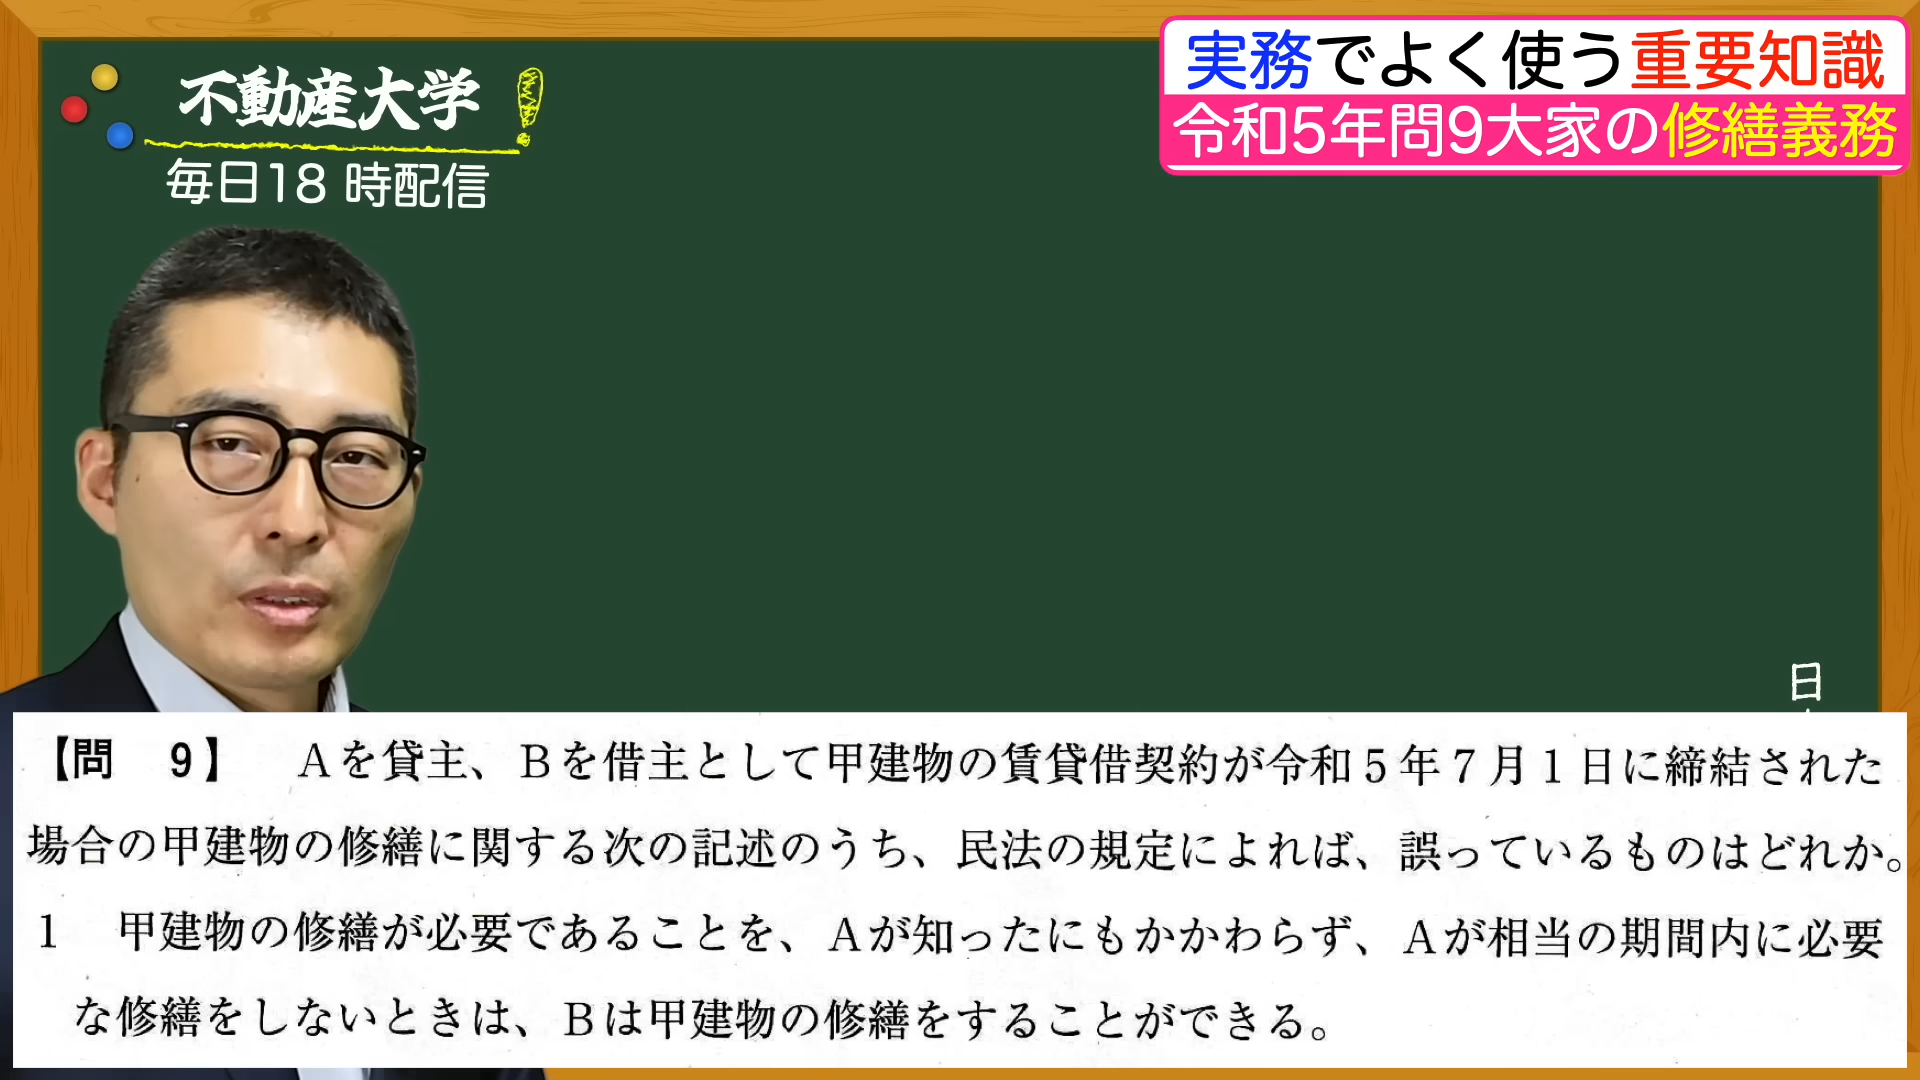 不動産大学!
毎日18時配信
実務でよく使う重要知識
令和5年問9大家の修繕義務
日
【問 9】 Aを貸主、Bを借主として甲建物の賃貸借契約が令和5年7月1日に締結された
場合の甲建物の修繕に関する次の記述のうち、民法の規定によれば、誤っているものはどれか。
1 甲建物の修繕が必要であることを、Aが知ったにもかかわらず、Aが相当の期間内に必要
な修繕をしないときは、Bは甲建物の修繕をすることができる。